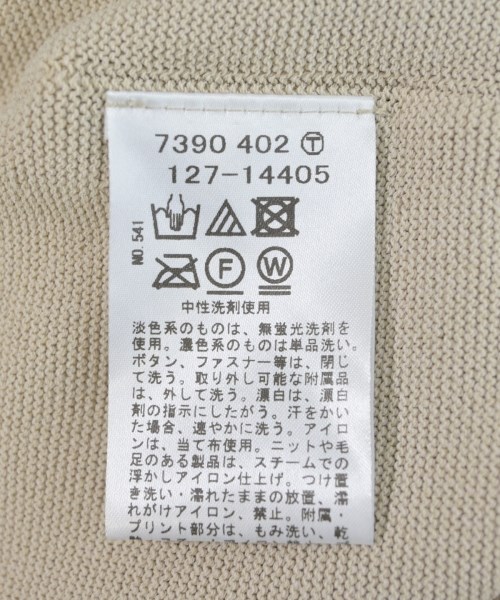 7390 402 Ⓣ
127-14405
NO.541
F W
中性洗剤使用
淡色系のものは、無蛍光洗剤を
使用。濃色系のものは単品洗い。
ボタン、ファスナー等は、閉じ
て洗う。取り外し可能な附属品
は、外して洗う。漂白は、漂白
剤の指示にしたがう。汗をかい
た場合、速やかに洗う。アイロ
ンは、当て布使用。ニットや毛
足のある製品は、スチームでの
浮かしアイロン仕上げ。つけ置
き洗い・濡れたままの放置、濡
れがけアイロン、禁止。附属・
プリント部分は、もみ洗い、乾